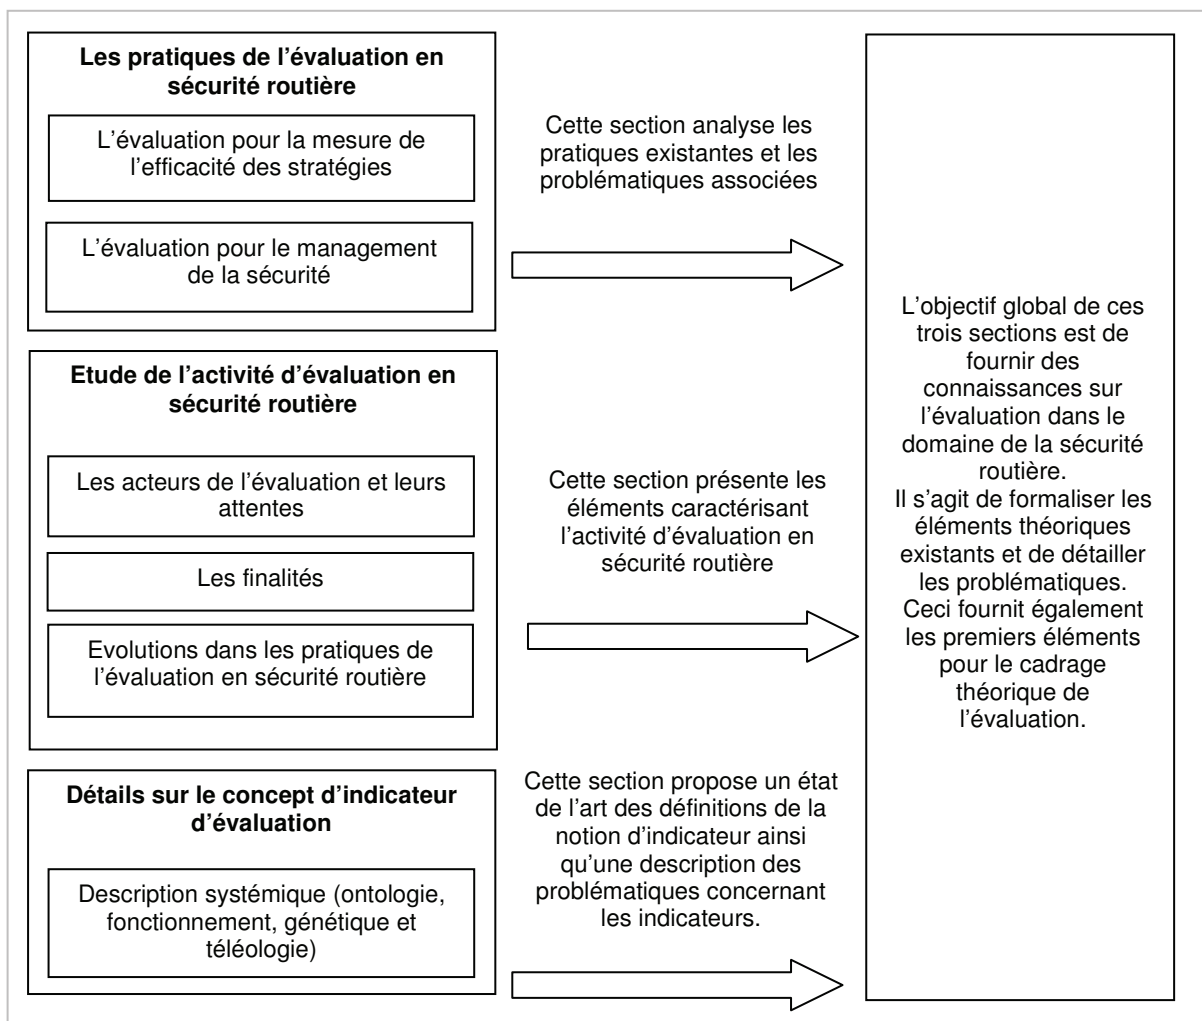 Les pratiques de l'évaluation en
sécurité routière
L'évaluation pour la mesure de
l'efficacité des stratégies
L'évaluation pour le management
de la sécurité
Cette section analyse les
pratiques existantes et les
problématiques associées
Etude de l'activité d'évaluation en
sécurité routière
Les acteurs de l'évaluation et leurs
attentes
Les finalités
Evolutions dans les pratiques de
l'évaluation en sécurité routière
Cette section présente les
éléments caractérisant
l'activité d'évaluation en
sécurité routière
Détails sur le concept d'indicateur
d'évaluation
Description systémique (ontologie,
fonctionnement, génétique et
téléologie)
Cette section propose un état
de l'art des définitions de la
notion d'indicateur ainsi
qu'une description des
problématiques concernant
les indicateurs.
L'objectif global de ces
trois sections est de
fournir des
connaissances sur
l'évaluation dans le
domaine de la sécurité
routière.
Il s'agit de formaliser les
éléments théoriques
existants et de détailler
les problématiques.
Ceci fournit également
les premiers éléments
pour le cadrage
théorique de
l'évaluation.